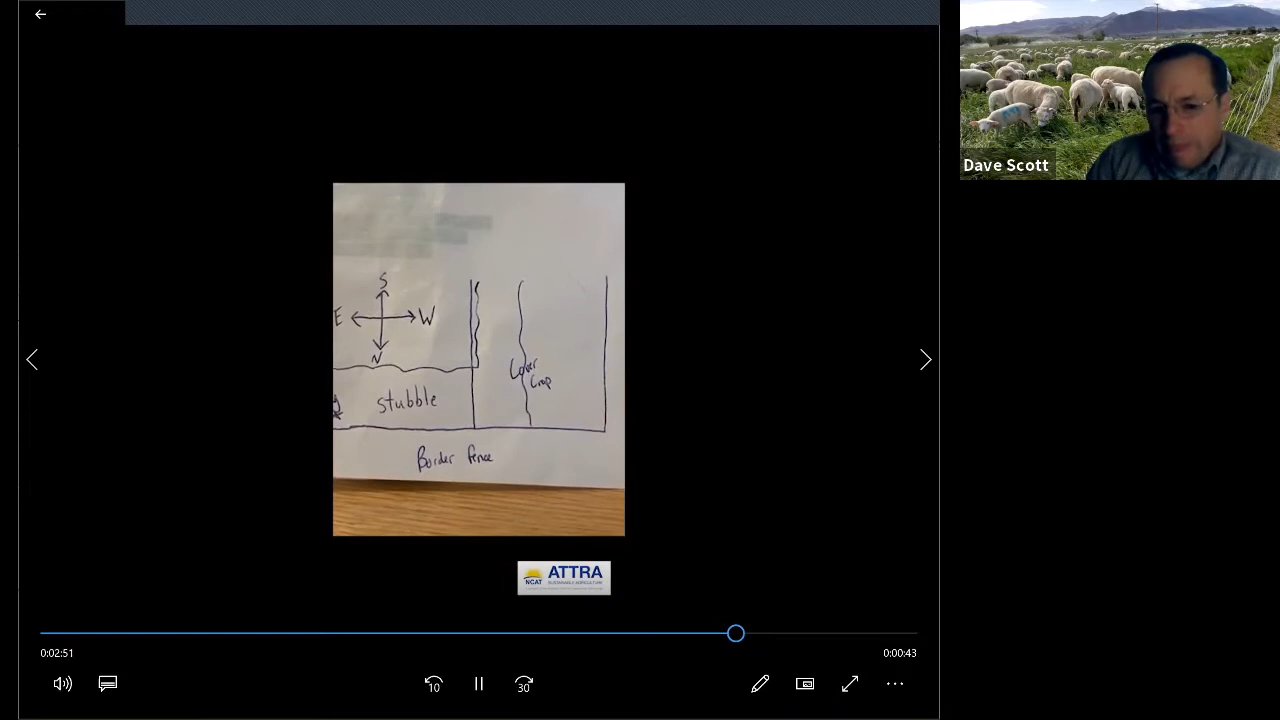 Dave Scott
S
E
W
N
Cover
Crop
stubble
Border fence
NCAT
ATTRA
SUSTAINABLE AGRICULTURE
0:02:51
0:00:43
10
30